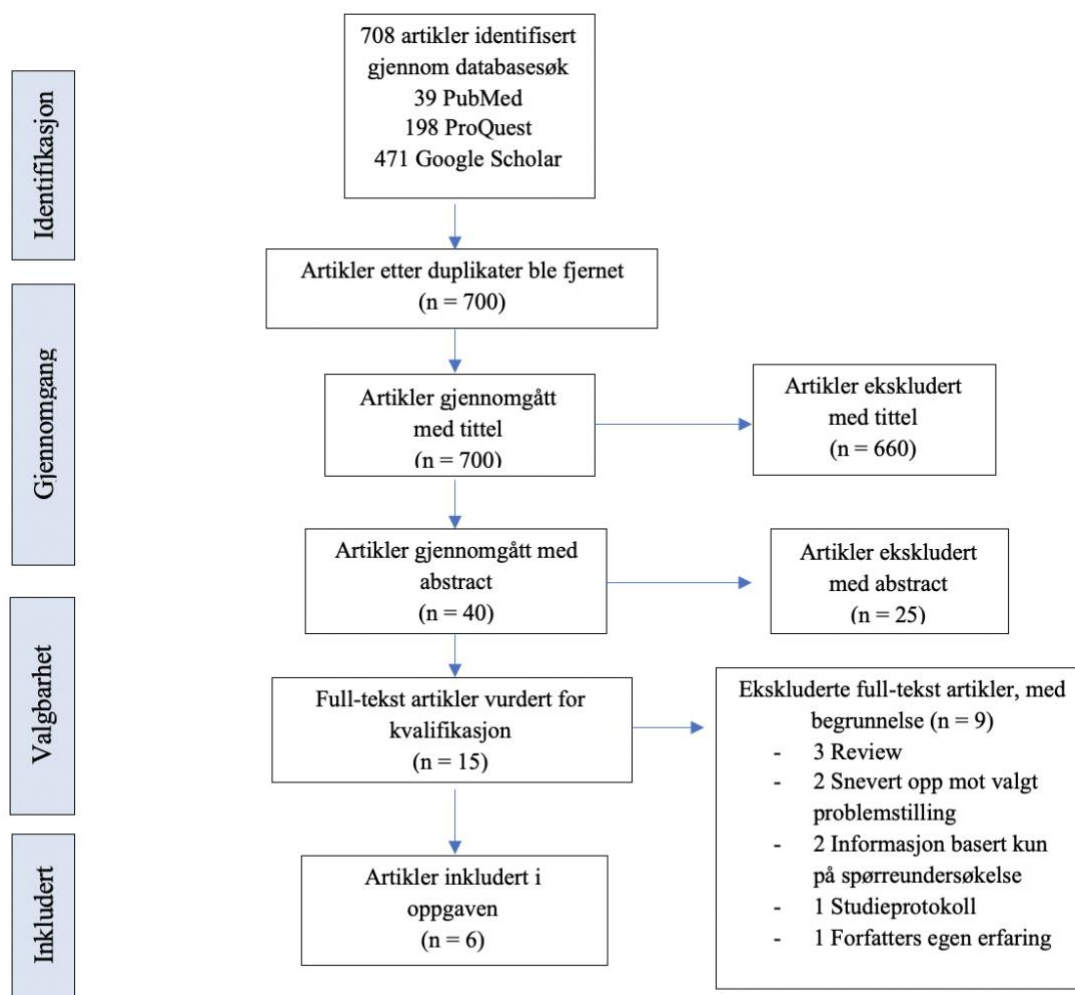 708 artikler identifisert
gjennom databasesøk
39 PubMed
198 ProQuest
471 Google Scholar
Identifikasjon
Artikler etter duplikater ble fjernet
(n = 700)
Gjennomgang
Artikler gjennomgått
med tittel
(n = 700)
Artikler ekskludert
med tittel
(n = 660)
Artikler gjennomgått med
abstract
(n = 40)
Artikler ekskludert
med abstract
(n = 25)
Valgbarhet
Full-tekst artikler vurdert for
kvalifikasjon
(n = 15)
Ekskluderte full-tekst artikler, med
begrunnelse (n = 9)
- 3 Review
- 2 Snevert opp mot valgt
problemstilling
- 2 Informasjon basert kun
på spørreundersøkelse
- 1 Studieprotokoll
- 1 Forfatters egen erfaring
Inkludert
Artikler inkludert i
oppgaven
(n = 6)